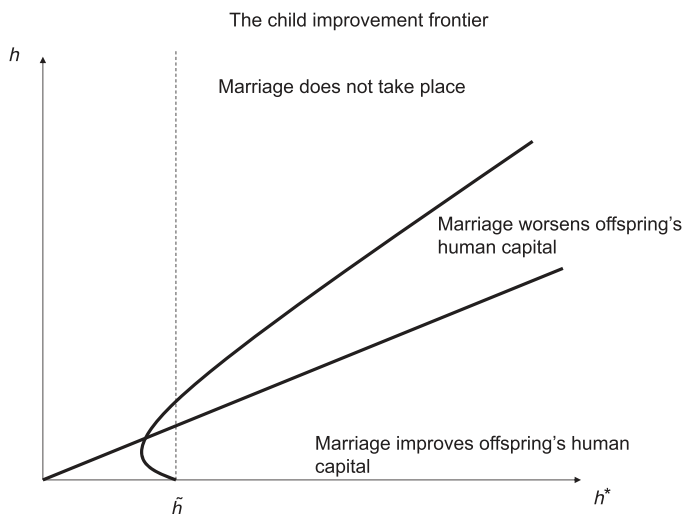 The child improvement frontier
h
Marriage does not take place
Marriage worsens offspring’s
human capital
Marriage improves offspring’s human
capital
h̃
h*